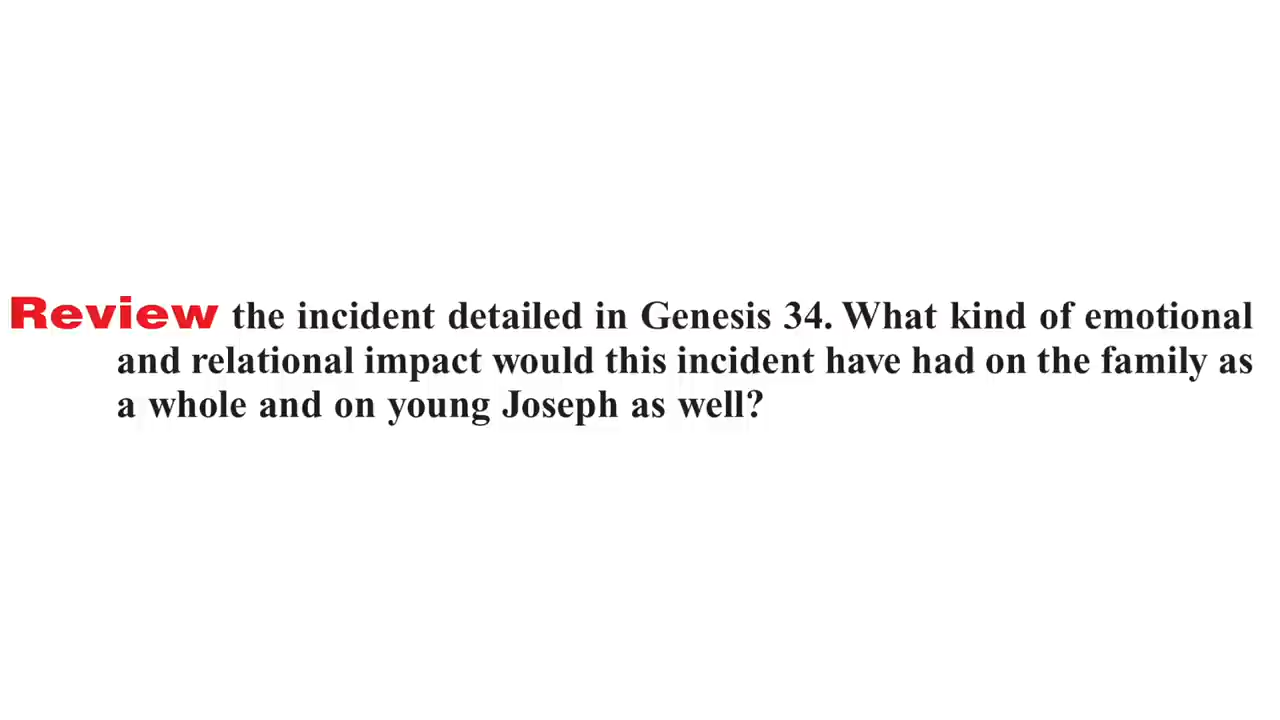 Review the incident detailed in Genesis 34. What kind of emotional
and relational impact would this incident have had on the family as
a whole and on young Joseph as well?